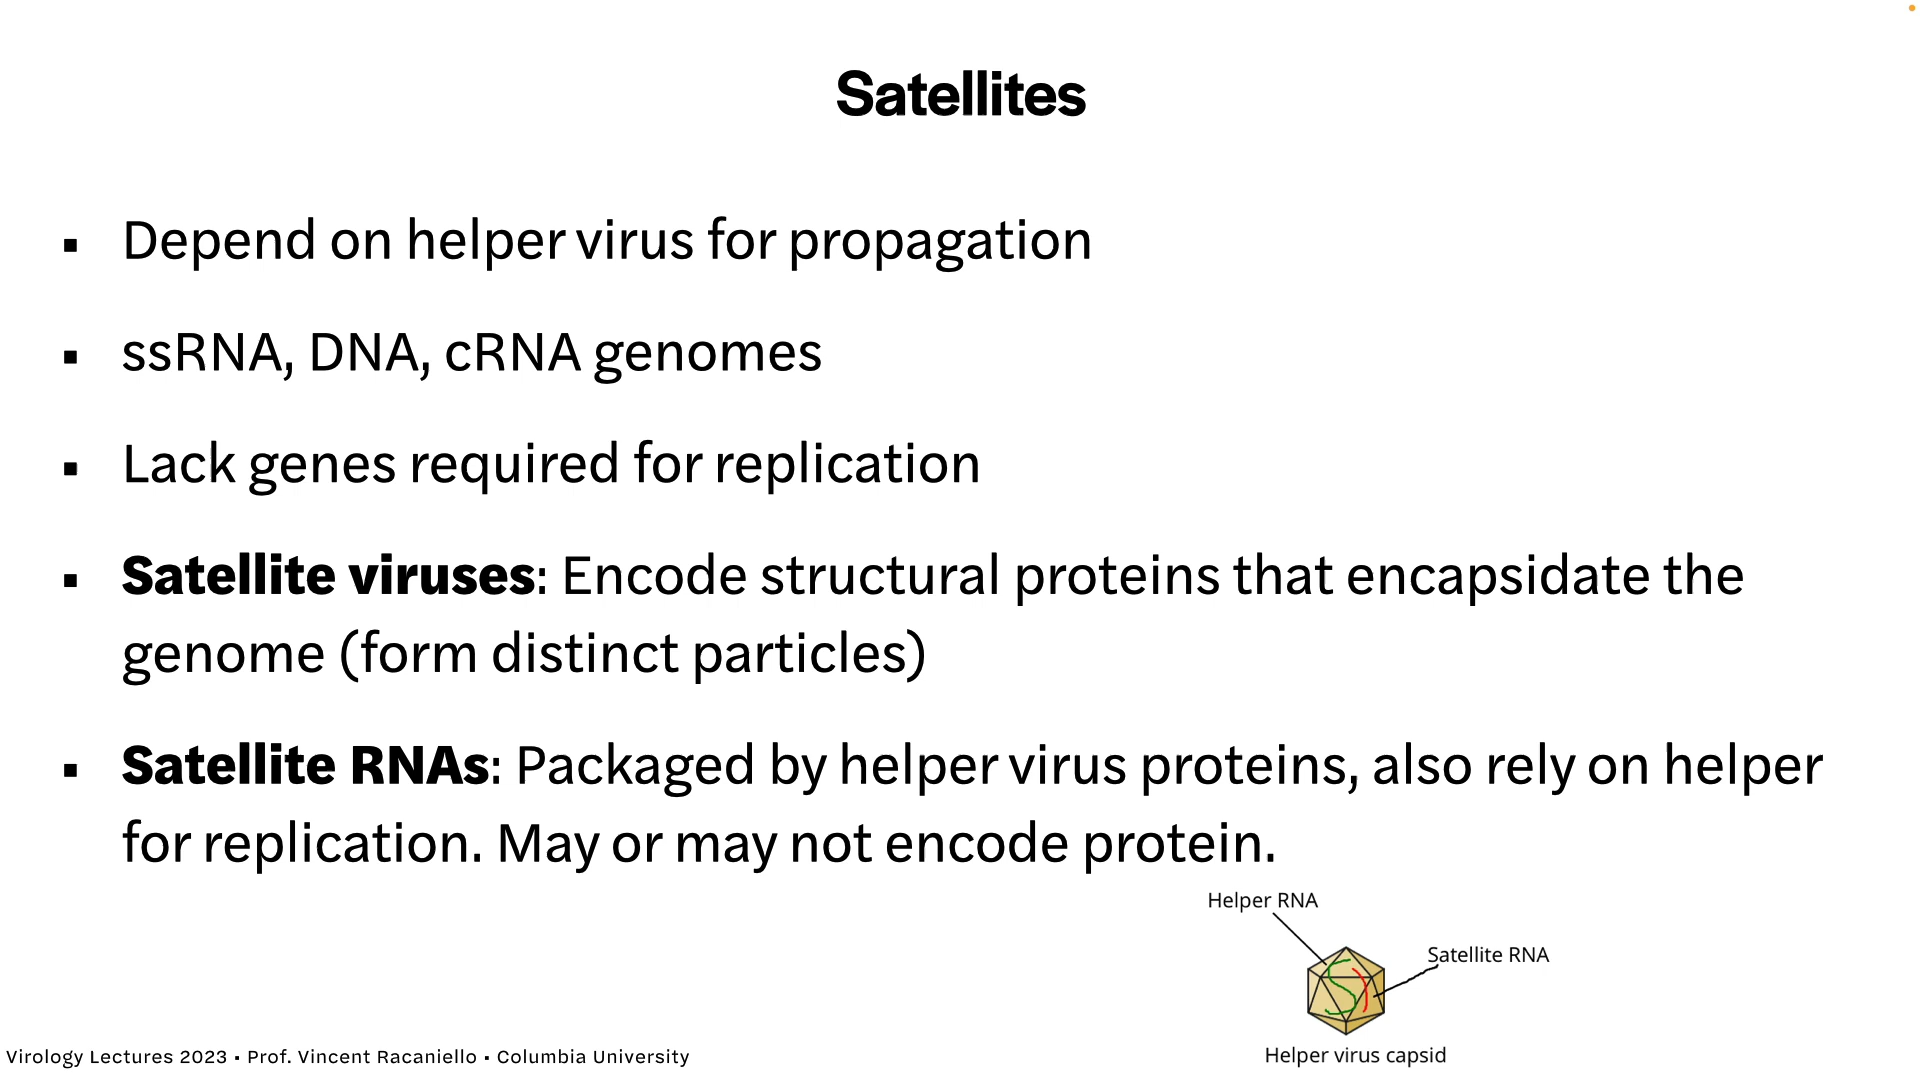 Satellites
▪ Depend on helper virus for propagation
▪ ssRNA, DNA, cRNA genomes
▪ Lack genes required for replication
▪ Satellite viruses: Encode structural proteins that encapsidate the
genome (form distinct particles)
▪ Satellite RNAs: Packaged by helper virus proteins, also rely on helper
for replication. May or may not encode protein.
Helper RNA
Satellite RNA
Helper virus capsid
Virology Lectures 2023 • Prof. Vincent Racaniello • Columbia University